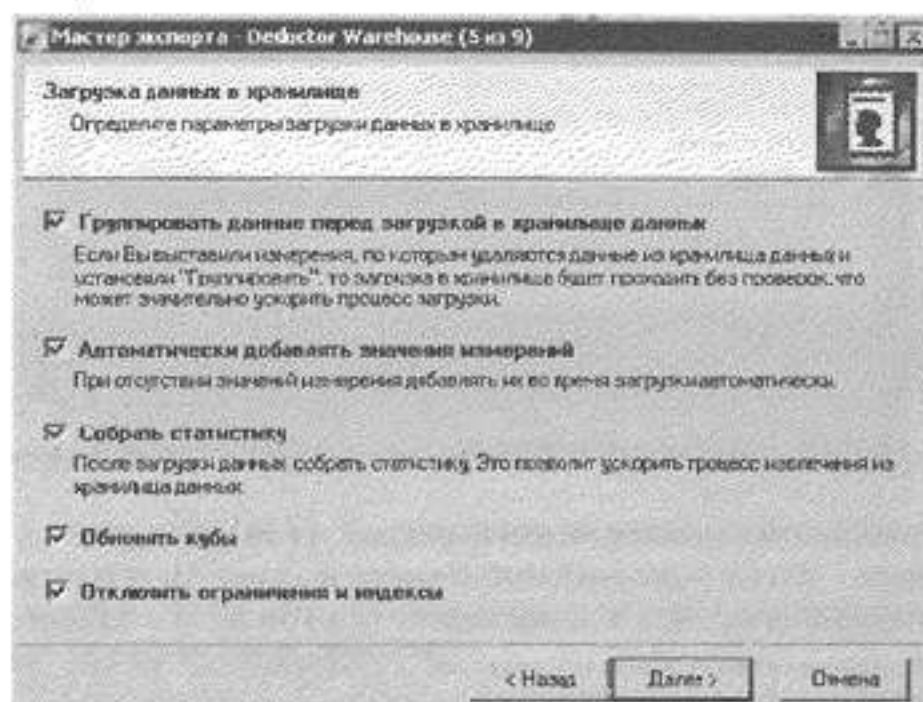 Мастер экспорта - Deductor Warehouse (5 из 9)
Загрузка данных в хранилище
Определите параметры загрузки данных в хранилище
Группировать данные перед загрузкой в хранилище данных
Если Вы выставили измерения, по которым удаляются данные из хранилища данных и
установили "Группировать", то загрузка в хранилище будет проходить без проверок, что
может значительно ускорить процесс загрузки.
Автоматически добавлять значения измерений
При отсутствии значений измерения добавлять их во время загрузки автоматически.
Собрать статистику
После загрузки данных собрать статистику. Это позволит ускорить процесс извлечения из
хранилища данных
Обновить кубы
Отключить ограничения и индексы
< Назад
Далее >
Отмена